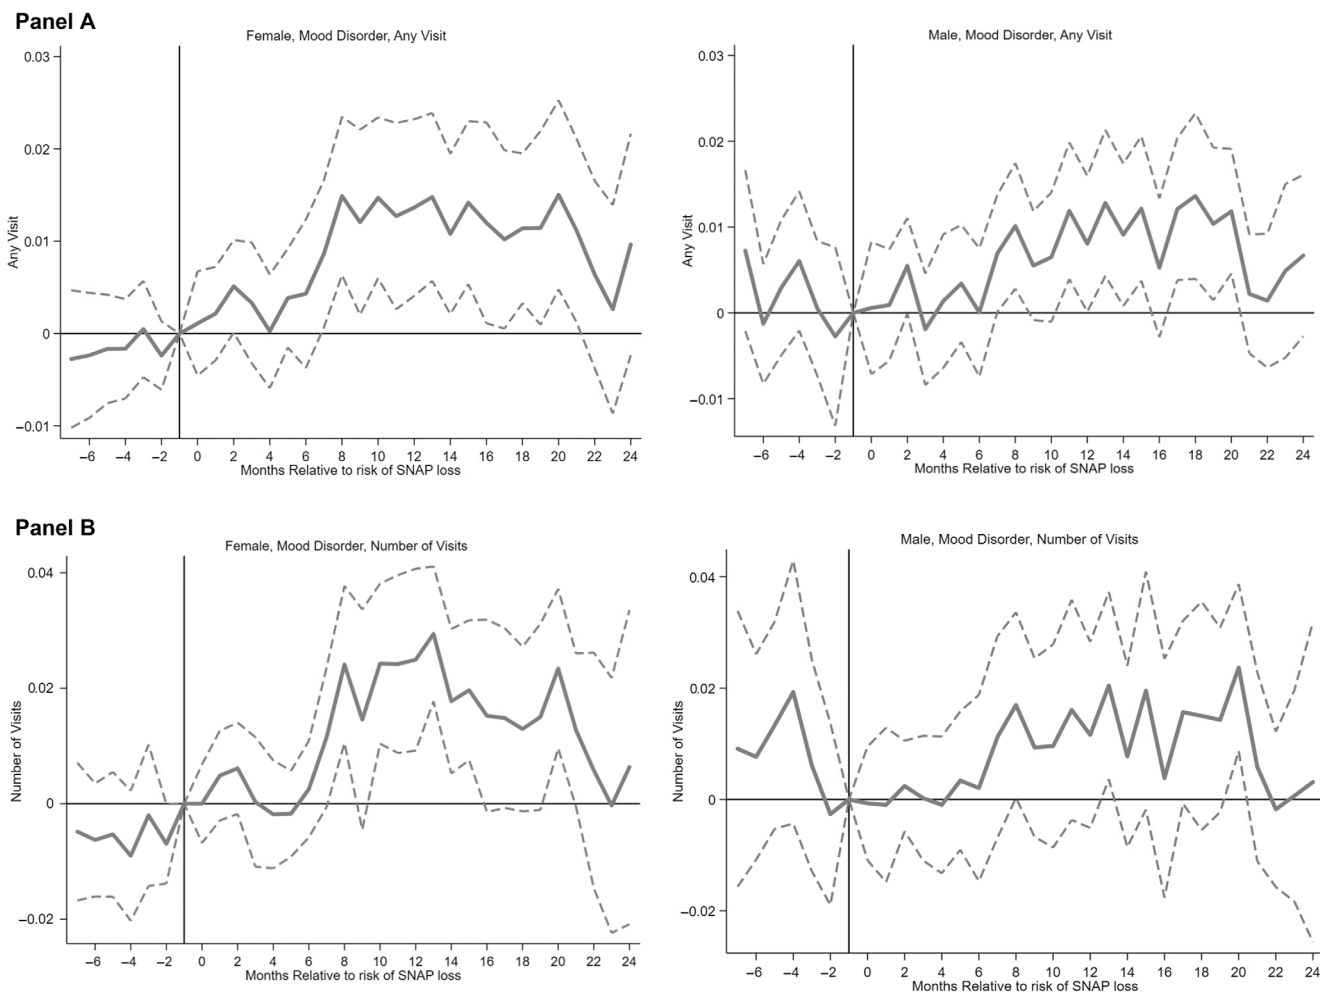 Panel A
Female, Mood Disorder, Any Visit
0.03
0.02
0.01
0
–0.01
Any Visit
–6 –4 –2 0 2 4 6 8 10 12 14 16 18 20 22 24
Months Relative to risk of SNAP loss
Male, Mood Disorder, Any Visit
0.03
0.02
0.01
0
–0.01
Any Visit
–6 –4 –2 0 2 4 6 8 10 12 14 16 18 20 22 24
Months Relative to risk of SNAP loss
Panel B
Female, Mood Disorder, Number of Visits
0.04
0.02
0
–0.02
Number of Visits
–6 –4 –2 0 2 4 6 8 10 12 14 16 18 20 22 24
Months Relative to risk of SNAP loss
Male, Mood Disorder, Number of Visits
0.04
0.02
0
–0.02
Number of Visits
–6 –4 –2 0 2 4 6 8 10 12 14 16 18 20 22 24
Months Relative to risk of SNAP loss